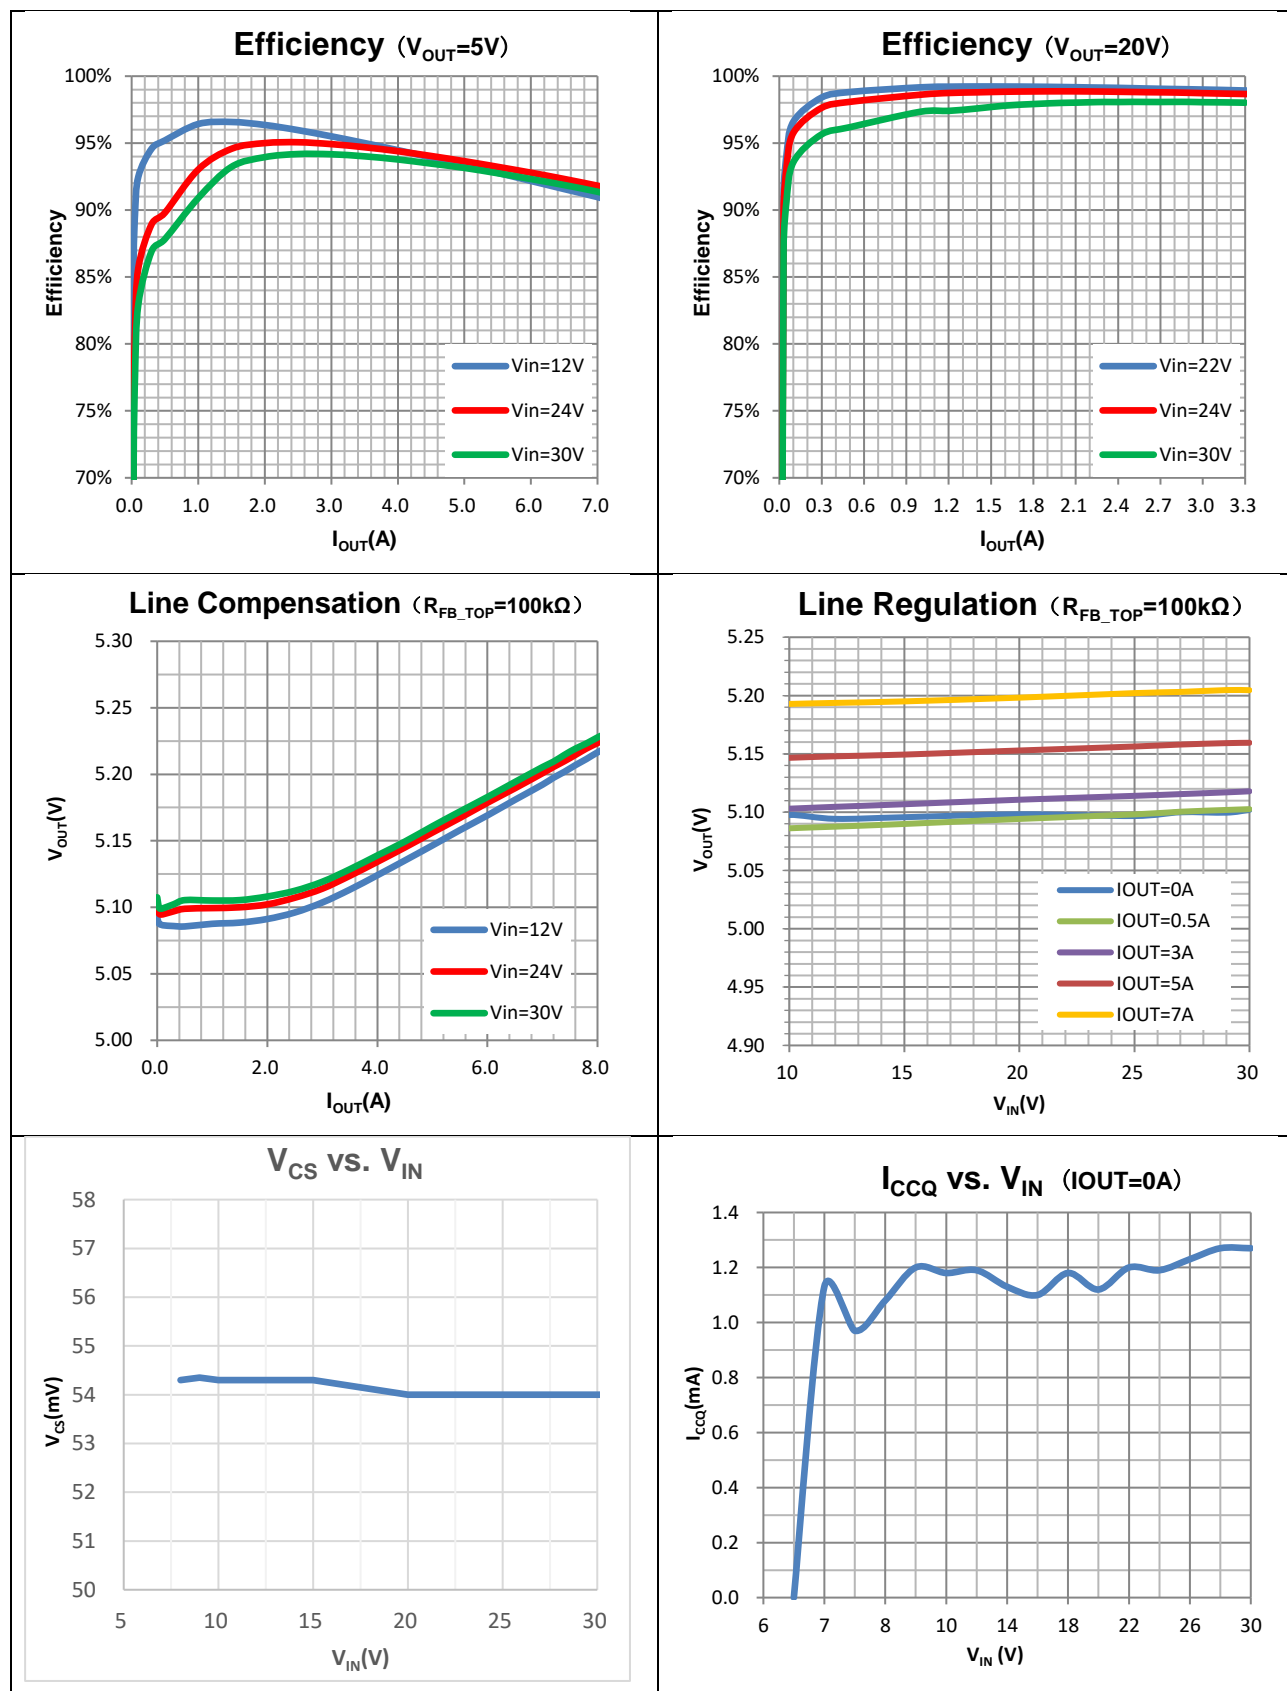 Efficiency （VOUT=5V）
100%
95%
90%
85%
80%
75%
70%
Effiiciency
Vin=12V
Vin=24V
Vin=30V
0.0 1.0 2.0 3.0 4.0 5.0 6.0 7.0
IOUT(A)
Efficiency （VOUT=20V）
100%
95%
90%
85%
80%
75%
70%
Effiiciency
Vin=22V
Vin=24V
Vin=30V
0.0 0.3 0.6 0.9 1.2 1.5 1.8 2.1 2.4 2.7 3.0 3.3
IOUT(A)
Line Compensation （RFB_TOP=100kΩ）
5.30
5.25
5.20
5.15
5.10
5.05
5.00
VOUT(V)
Vin=12V
Vin=24V
Vin=30V
0.0 2.0 4.0 6.0 8.0
IOUT(A)
Line Regulation （RFB_TOP=100kΩ）
5.25
5.20
5.15
5.10
5.05
5.00
4.95
4.90
VOUT(V)
IOUT=0A
IOUT=0.5A
IOUT=3A
IOUT=5A
IOUT=7A
10 15 20 25 30
VIN(V)
VCS vs. VIN
58
57
56
55
54
53
52
51
50
VCS(mV)
5 10 15 20 25 30
VIN(V)
ICCQ vs. VIN （IOUT=0A）
1.4
1.2
1.0
0.8
0.6
0.4
0.2
0.0
ICCQ(mA)
6 7 8 10 14 18 22 26 30
VIN (V)